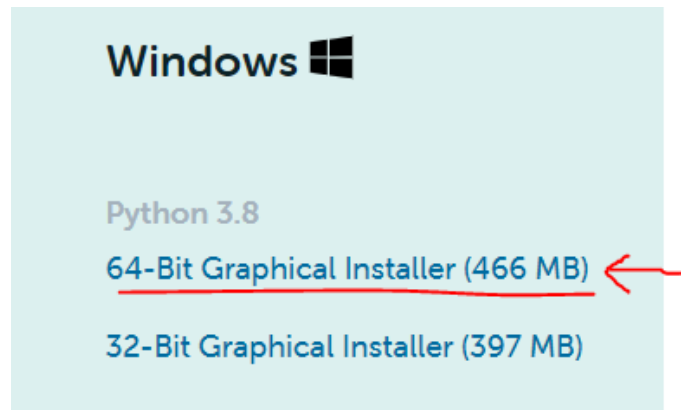 Windows
Python 3.8
64-Bit Graphical Installer (466 MB)
32-Bit Graphical Installer (397 MB)